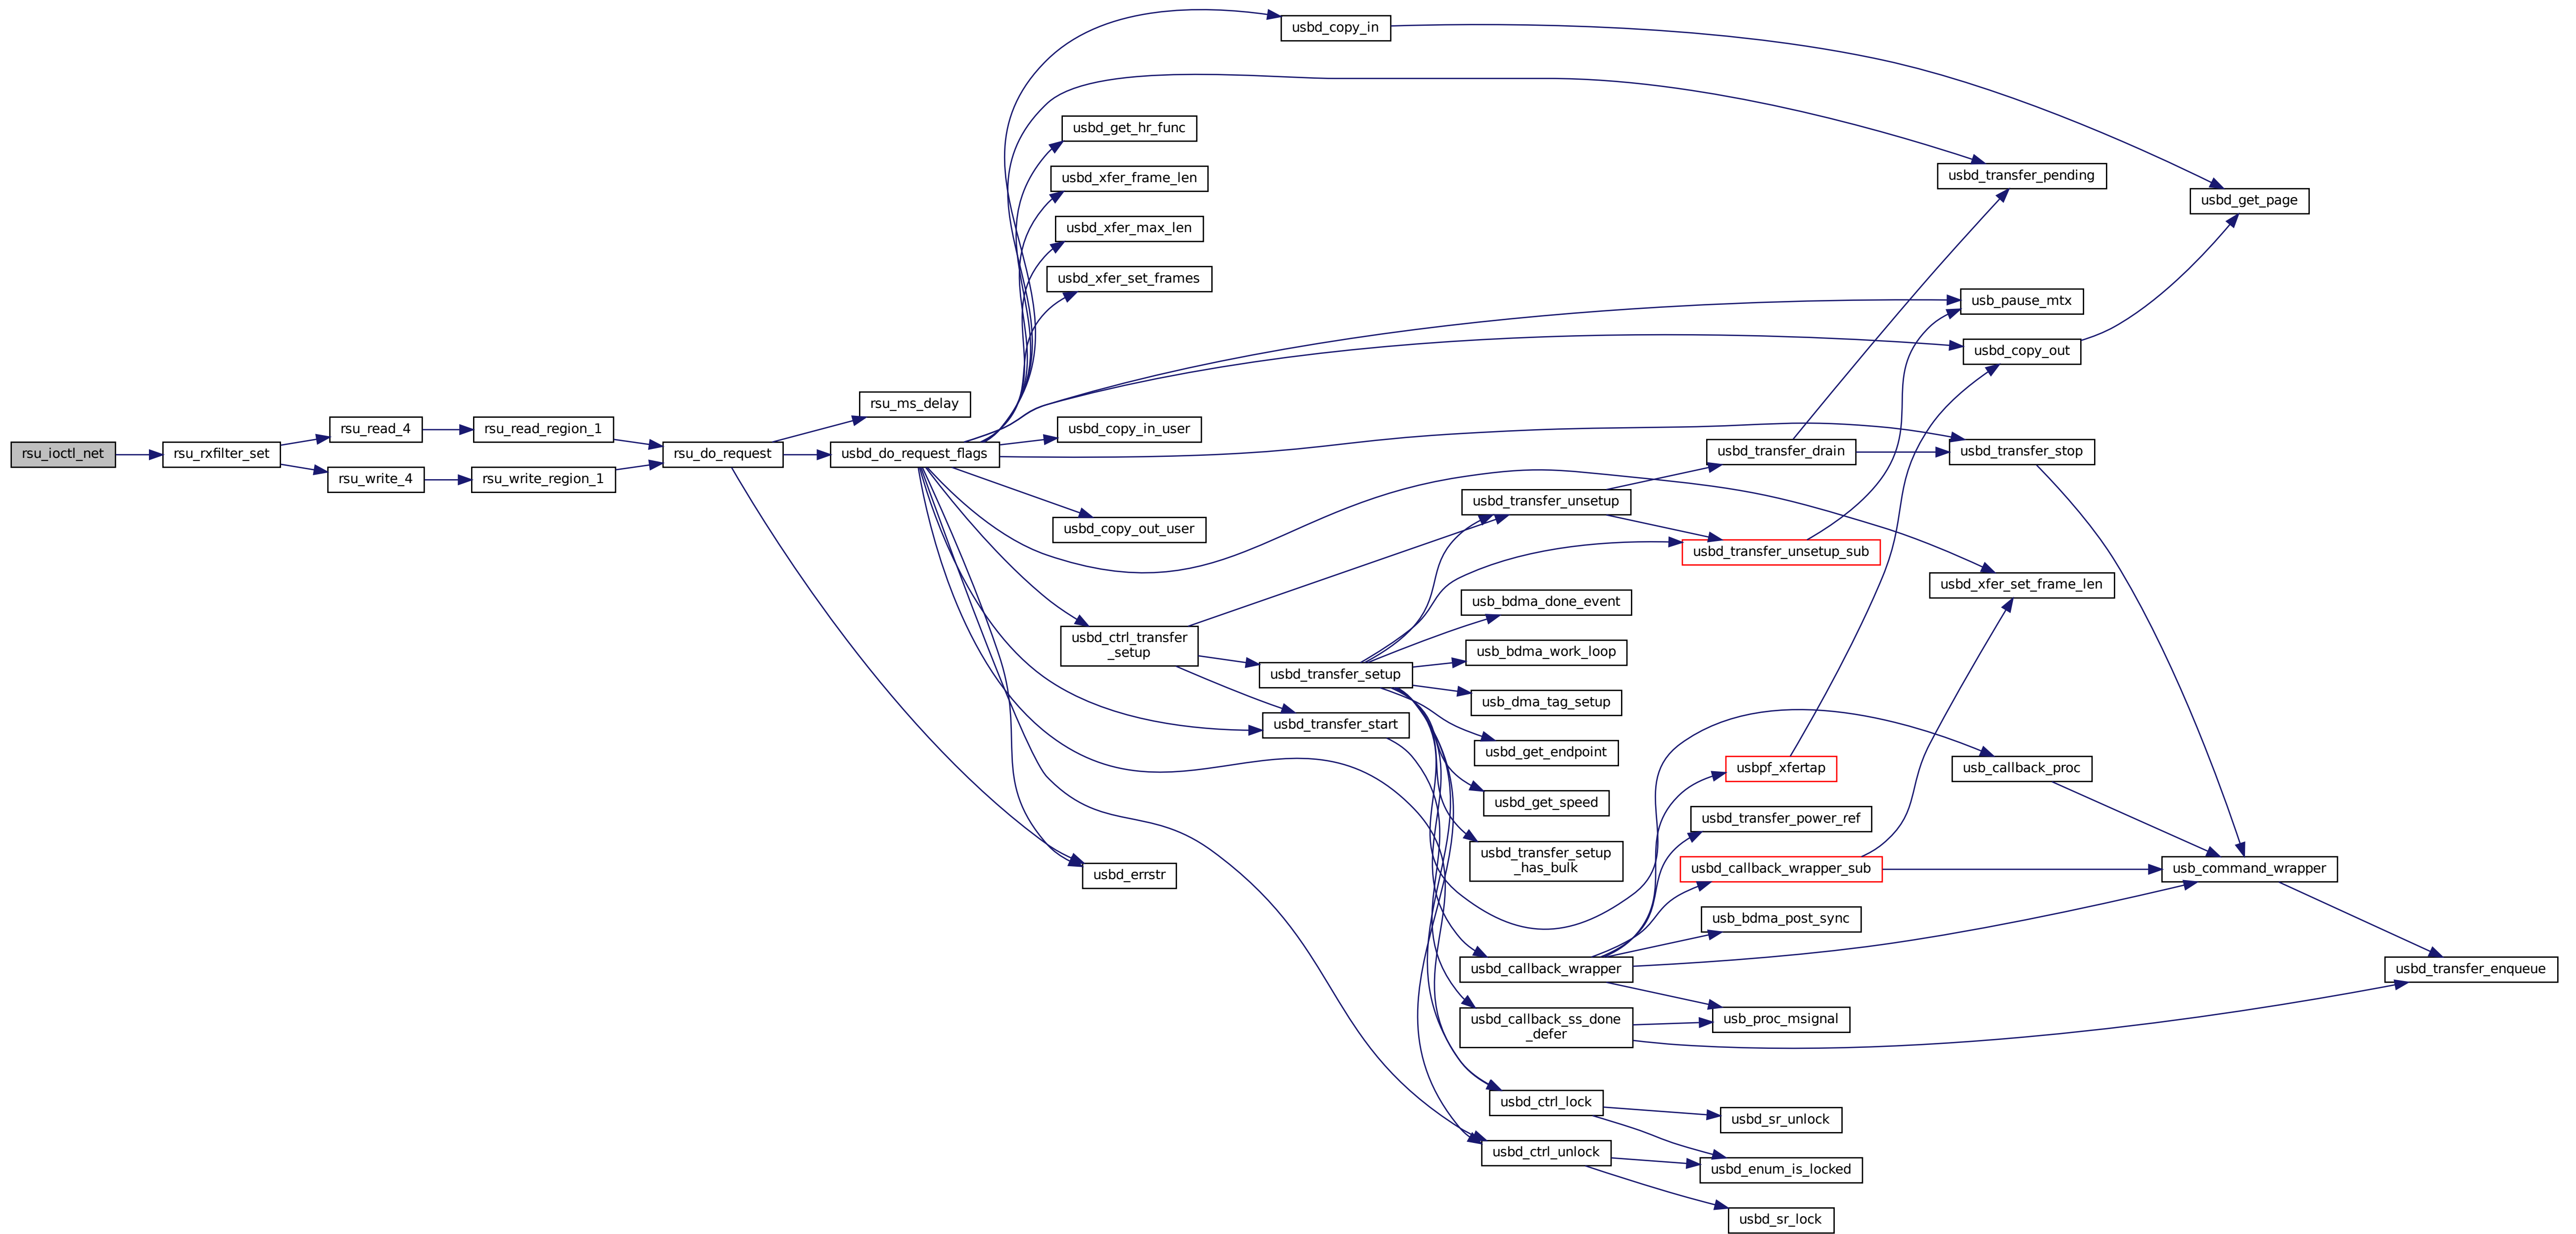 rsu_ioctl_net
rsu_rxfilter_set
rsu_read_4
rsu_write_4
rsu_read_region_1
rsu_write_region_1
rsu_do_request
rsu_ms_delay
usbd_do_request_flags
usbd_errstr
usbd_get_hr_func
usbd_xfer_frame_len
usbd_xfer_max_len
usbd_xfer_set_frames
usbd_copy_in_user
usbd_copy_out_user
usbd_ctrl_transfer
_setup
usbd_copy_in
usbd_transfer_setup
usbd_transfer_start
usbd_transfer_unsetup
usb_bdma_done_event
usb_bdma_work_loop
usb_dma_tag_setup
usbd_get_endpoint
usbd_get_speed
usbd_transfer_setup
_has_bulk
usbd_callback_wrapper
usbd_callback_ss_done
_defer
usbd_ctrl_lock
usbd_ctrl_unlock
usbd_transfer_drain
usbd_transfer_unsetup_sub
usbpf_xfertap
usbd_transfer_power_ref
usbd_callback_wrapper_sub
usb_bdma_post_sync
usb_proc_msignal
usbd_sr_unlock
usbd_enum_is_locked
usbd_sr_lock
usbd_transfer_pending
usb_pause_mtx
usbd_copy_out
usbd_transfer_stop
usbd_xfer_set_frame_len
usb_callback_proc
usbd_get_page
usb_command_wrapper
usbd_transfer_enqueue